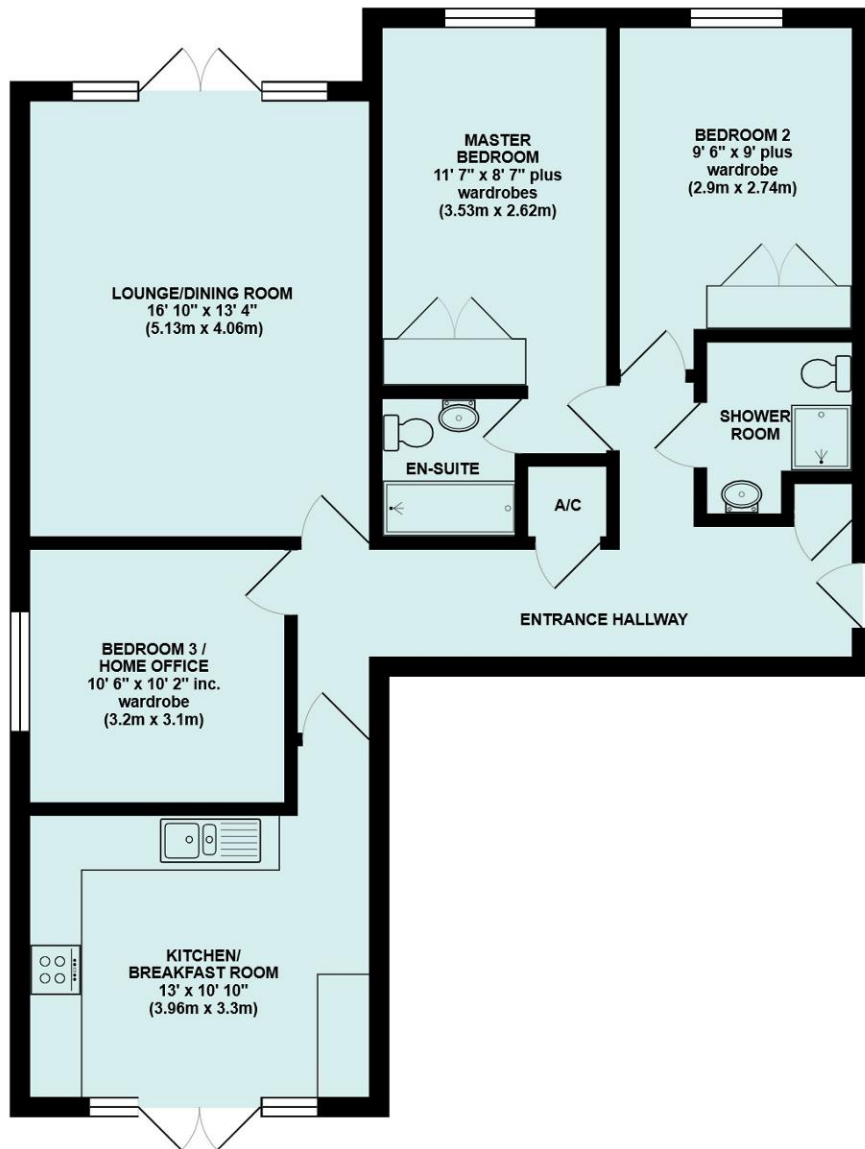 MASTER
BEDROOM
11' 7" x 8' 7" plus
wardrobes
(3.53m x 2.62m)
BEDROOM 2
9' 6" x 9' plus
wardrobe
(2.9m x 2.74m)
LOUNGE/DINING ROOM
16' 10" x 13' 4"
(5.13m x 4.06m)
SHOWER
ROOM
EN-SUITE
A/C
ENTRANCE HALLWAY
BEDROOM 3 /
HOME OFFICE
10' 6" x 10' 2" inc.
wardrobe
(3.2m x 3.1m)
KITCHEN/
BREAKFAST ROOM
13' x 10' 10"
(3.96m x 3.3m)